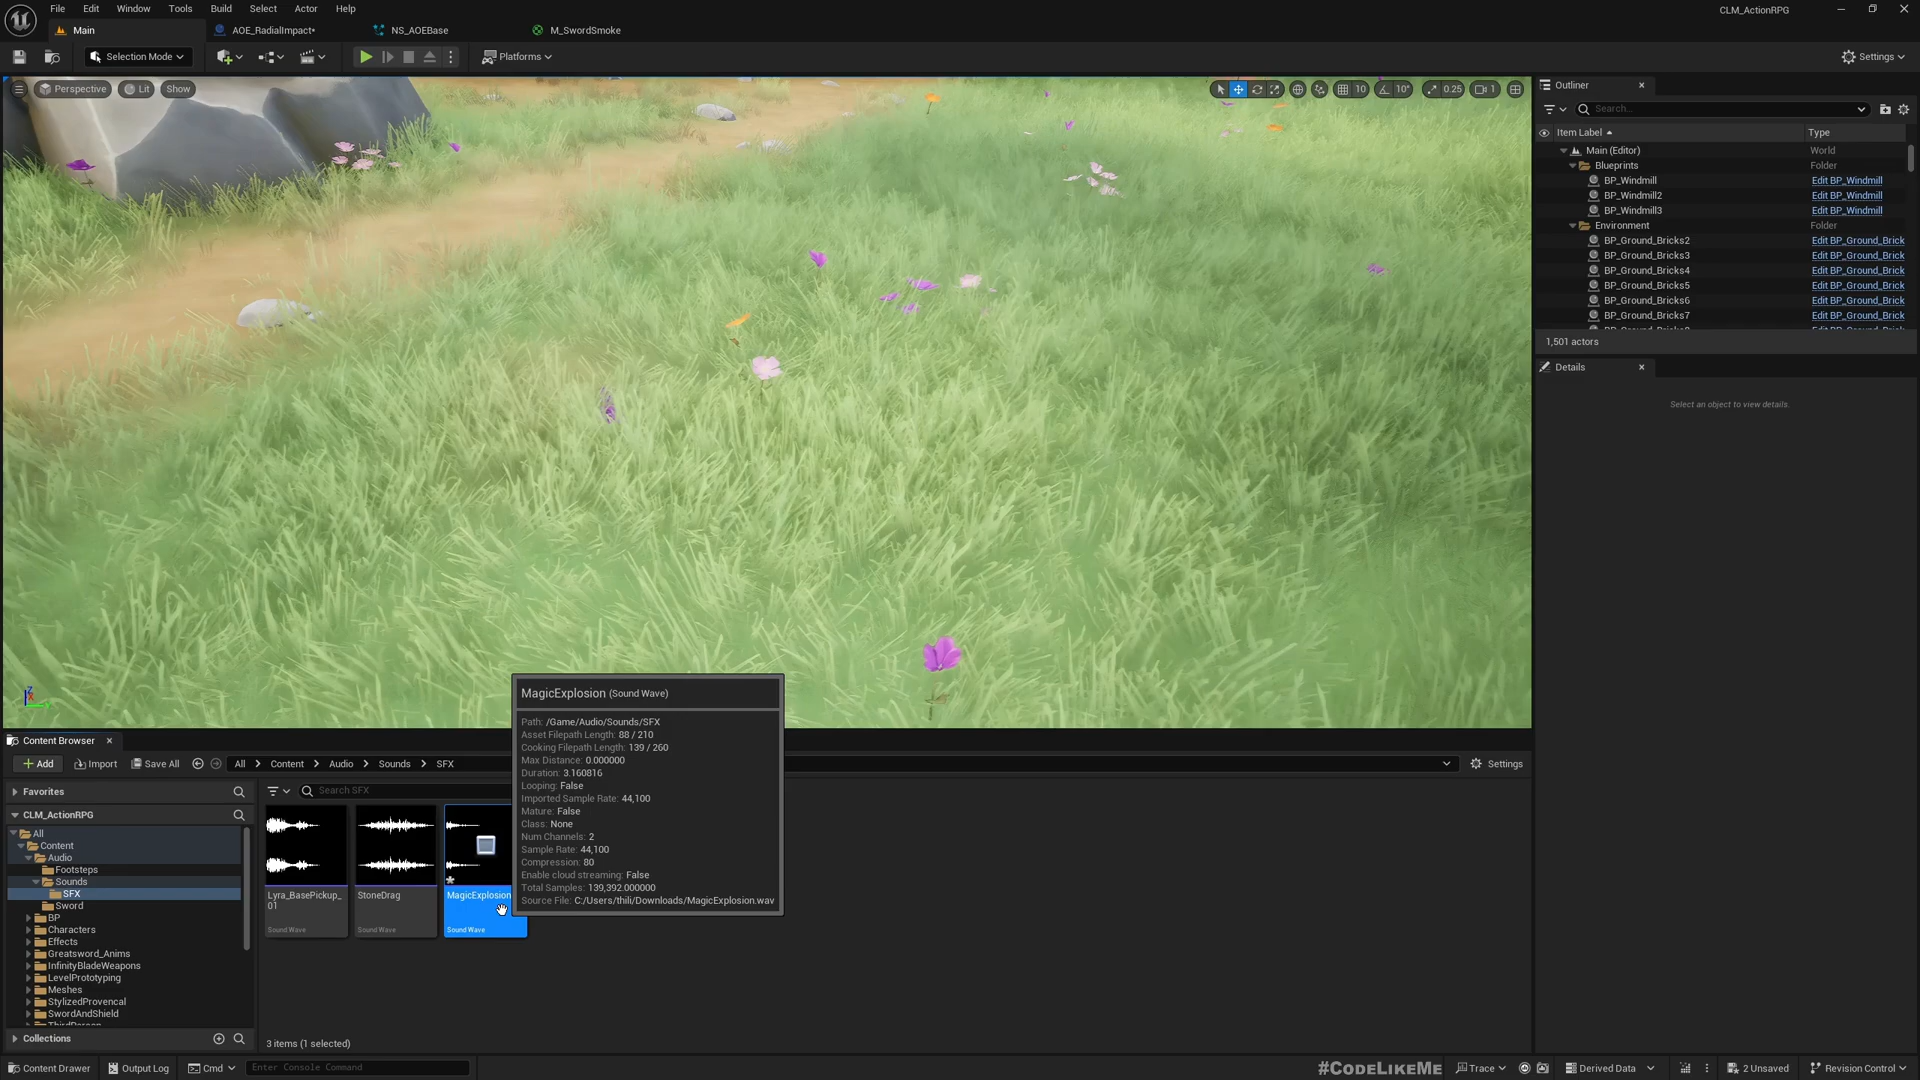 File Edit Window Tools Build Select Actor Help
CLM_ActionRPG
Main
AOE_RadialImpact*
NS_AOEBase
M_SwordSmoke
Selection Mode
Platforms
Settings
Perspective
Lit
Show
10
10°
0.25
1
Outliner
Search...
Item Label
Type
Main (Editor) World
Blueprints Folder
BP_Windmill Edit BP_Windmill
BP_Windmill2 Edit BP_Windmill
BP_Windmill3 Edit BP_Windmill
Environment Folder
BP_Ground_Bricks2 Edit BP_Ground_Brick
BP_Ground_Bricks3 Edit BP_Ground_Brick
BP_Ground_Bricks4 Edit BP_Ground_Brick
BP_Ground_Bricks5 Edit BP_Ground_Brick
BP_Ground_Bricks6 Edit BP_Ground_Brick
BP_Ground_Bricks7 Edit BP_Ground_Brick
1,501 actors
Details
Select an object to view details.
Z
MagicExplosion (Sound Wave)
Path: /Game/Audio/Sounds/SFX
Asset Filepath Length: 88 / 210
Cooking Filepath Length: 139 / 260
Max Distance: 0.000000
Duration: 3.160816
Looping: False
Imported Sample Rate: 44,100
Mature: False
Class: None
Num Channels: 2
Sample Rate: 44,100
Compression: 80
Enable cloud streaming: False
Total Samples: 139,392.000000
Source File: C:/Users/thili/Downloads/MagicExplosion.wav
Content Browser
Add
Import
Save All
All > Content > Audio > Sounds > SFX
Settings
Favorites
Search SFX
CLM_ActionRPG
All
Content
Audio
Footsteps
Sounds
SFX
Sword
BP
Characters
Effects
Greatsword_Anims
InfinityBladeWeapons
LevelPrototyping
Meshes
StylizedProvencal
SwordAndShield
ThirdPerson
Collections
Lyra_BasePickup_
01
Sound Wave
StoneDrag
Sound Wave
MagicExplosion
Sound Wave
3 items (1 selected)
Content Drawer
Output Log
Cmd
Enter Console Command
#CodeLikeMe
Trace
Derived Data
2 Unsaved
Revision Control